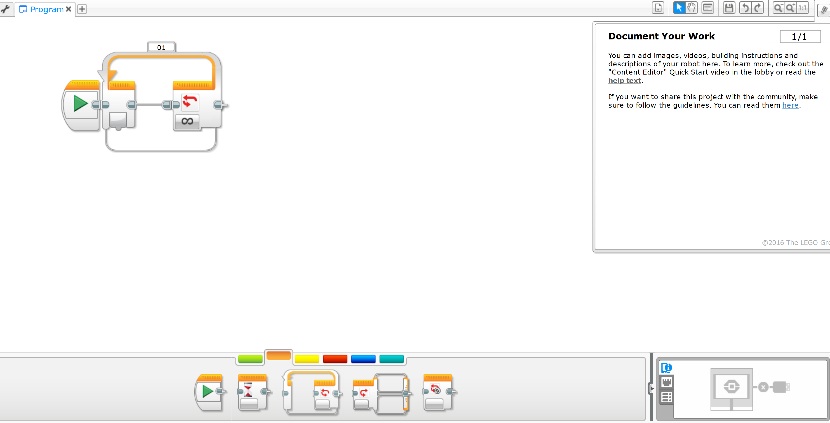 Program
1:1
01
Document Your Work
1/1
You can add images, videos, building instructions and
descriptions of your robot here. To learn more, check out the
"Content Editor" Quick Start video in the lobby or read the
help text.
If you want to share this project with the community, make
sure to follow the guidelines. You can read them here.
©2016 The LEGO Gro